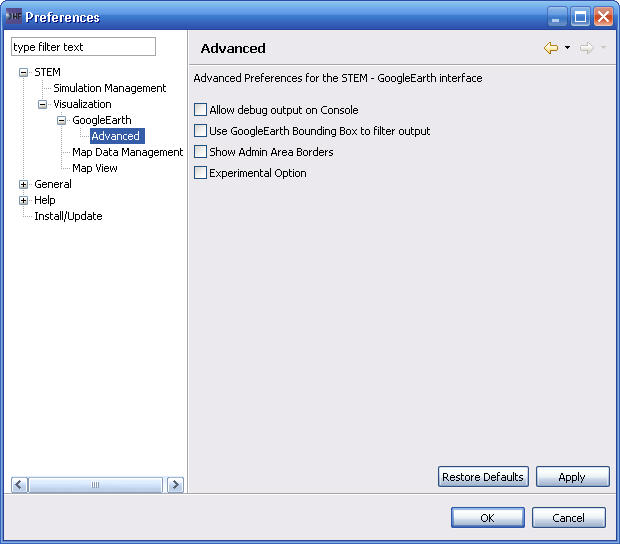 Preferences
type filter text
STEM
Simulation Management
Visualization
GoogleEarth
Advanced
Map Data Management
Map View
General
Help
Install/Update
Advanced
Advanced Preferences for the STEM - GoogleEarth interface
Allow debug output on Console
Use GoogleEarth Bounding Box to filter output
Show Admin Area Borders
Experimental Option
Restore Defaults
Apply
OK
Cancel